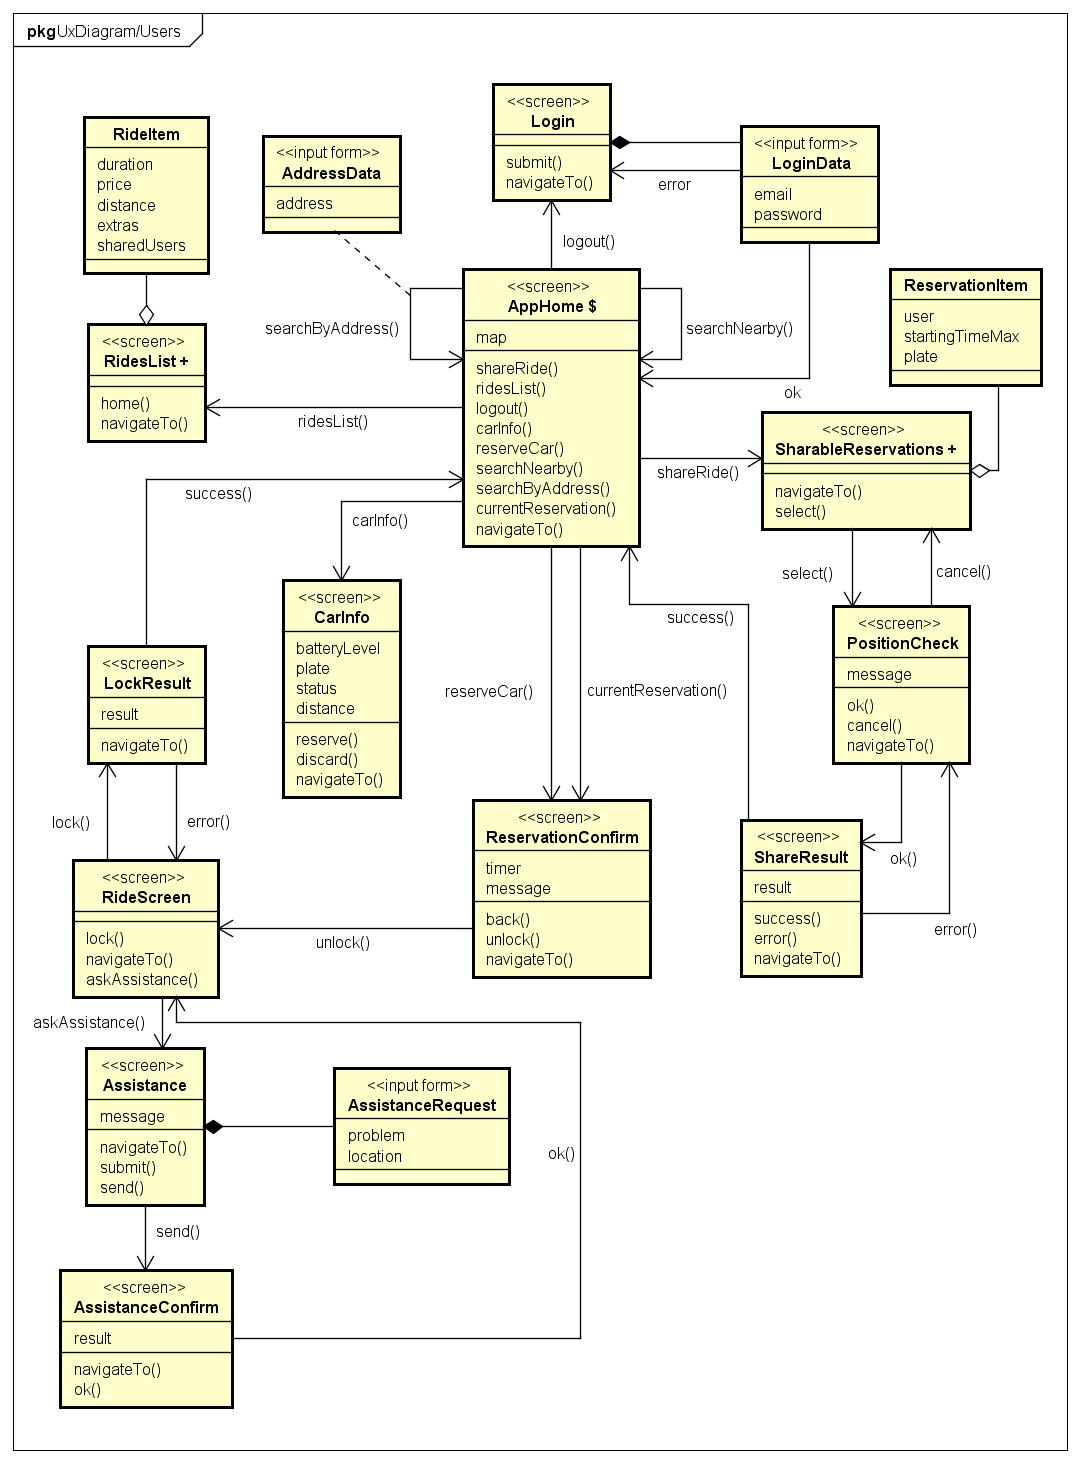 pkg UxDiagram/Users
<<screen>>
Login
submit()
navigateTo()
RideItem
duration
price
distance
extras
sharedUsers
<<input form>>
AddressData
address
<<input form>>
LoginData
email
password
error
logout()
<<screen>>
AppHome $
map
shareRide()
ridesList()
logout()
carInfo()
reserveCar()
searchNearby()
searchByAddress()
currentReservation()
navigateTo()
ReservationItem
user
startingTimeMax
plate
searchByAddress()
searchNearby()
ok
<<screen>>
RidesList +
home()
navigateTo()
ridesList()
<<screen>>
SharableReservations +
navigateTo()
select()
shareRide()
success()
carInfo()
select()
cancel()
<<screen>>
CarInfo
batteryLevel
plate
status
distance
reserve()
discard()
navigateTo()
success()
<<screen>>
PositionCheck
message
ok()
cancel()
navigateTo()
<<screen>>
LockResult
result
navigateTo()
reserveCar()
currentReservation()
lock()
error()
<<screen>>
ReservationConfirm
timer
message
back()
unlock()
navigateTo()
<<screen>>
ShareResult
result
success()
error()
navigateTo()
ok()
error()
<<screen>>
RideScreen
lock()
navigateTo()
askAssistance()
unlock()
askAssistance()
<<screen>>
Assistance
message
navigateTo()
submit()
send()
<<input form>>
AssistanceRequest
problem
location
ok()
send()
<<screen>>
AssistanceConfirm
result
navigateTo()
ok()